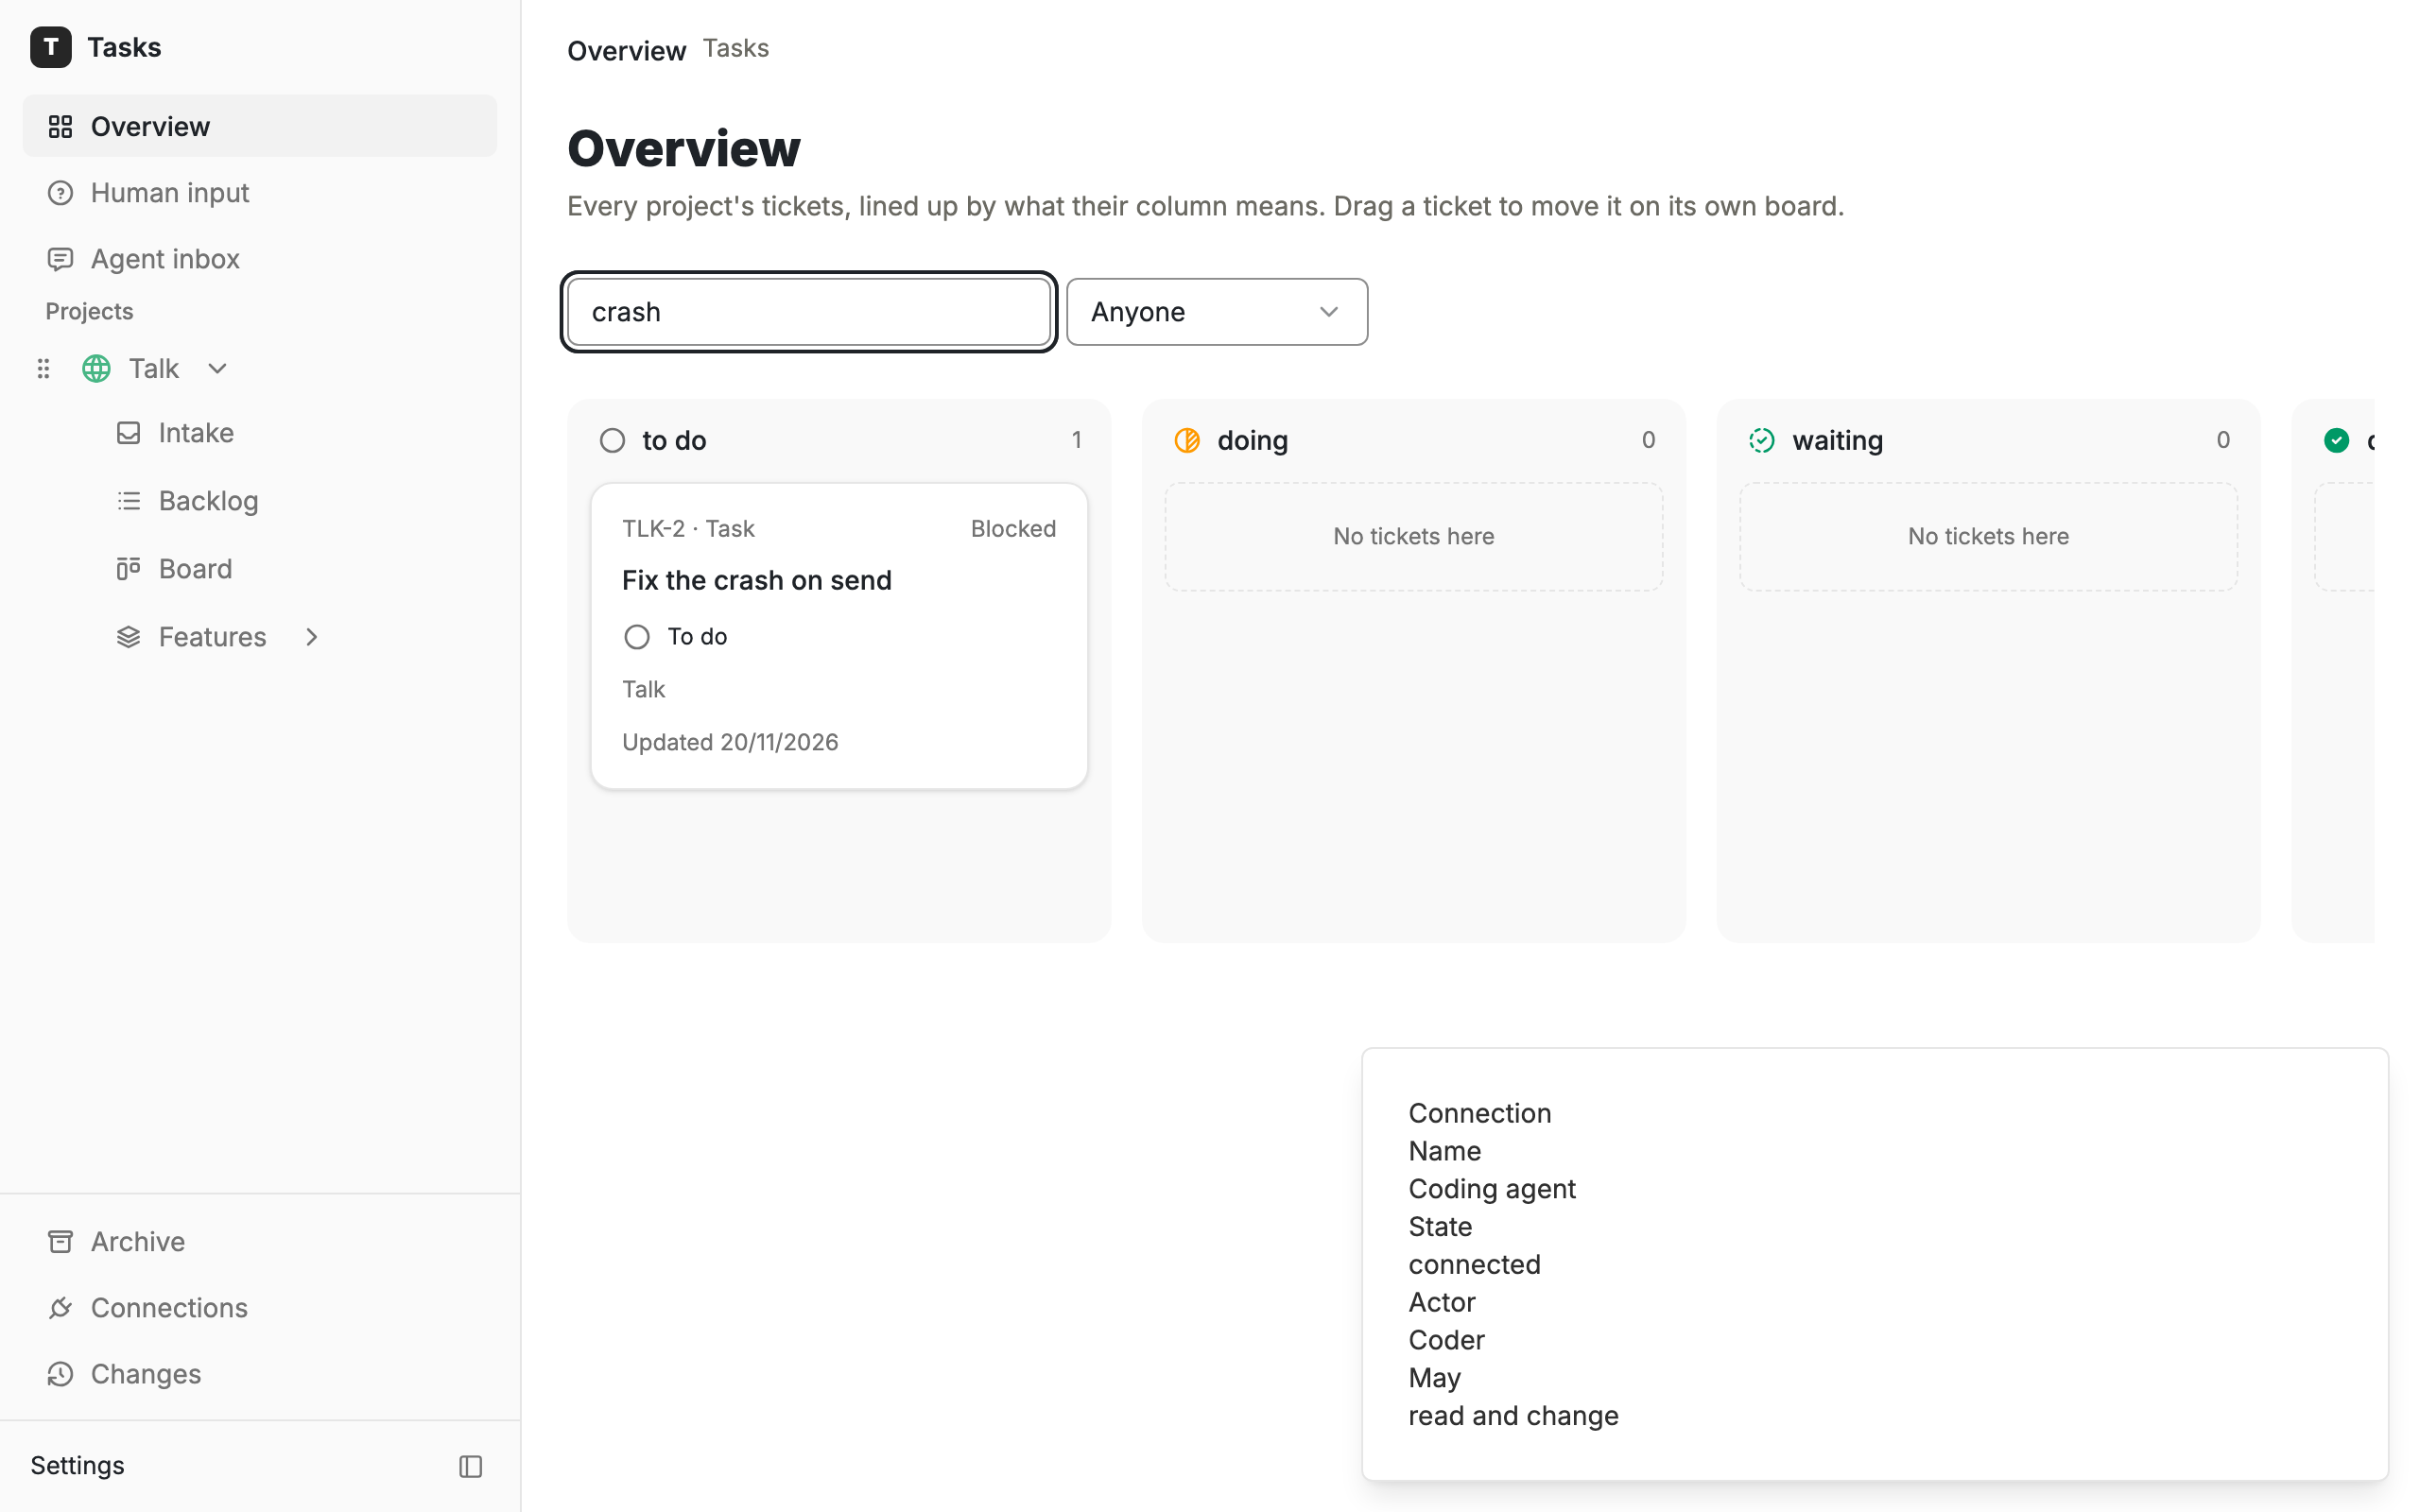 T Tasks
Overview
Human input
Agent inbox
Projects
Talk
Intake
Backlog
Board
Features
Archive
Connections
Changes
Settings
Overview Tasks
Overview
Every project's tickets, lined up by what their column means. Drag a ticket to move it on its own board.
crash
Anyone
to do 1
TLK-2 · Task Blocked
Fix the crash on send
To do
Talk
Updated 20/11/2026
doing 0
No tickets here
waiting 0
No tickets here
Connection
Name
Coding agent
State
connected
Actor
Coder
May
read and change